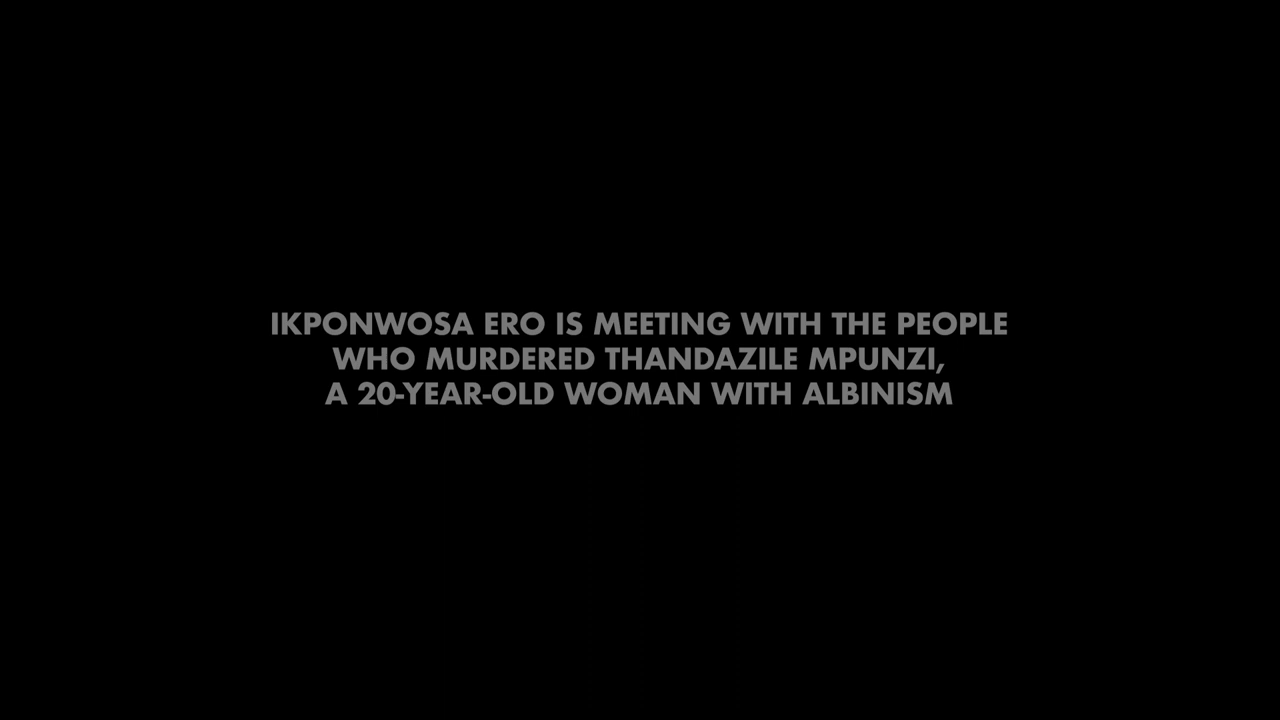 IKPONWOSA ERO IS MEETING WITH THE PEOPLE
WHO MURDERED THANDAZILE MPUNZI,
A 20-YEAR-OLD WOMAN WITH ALBINISM